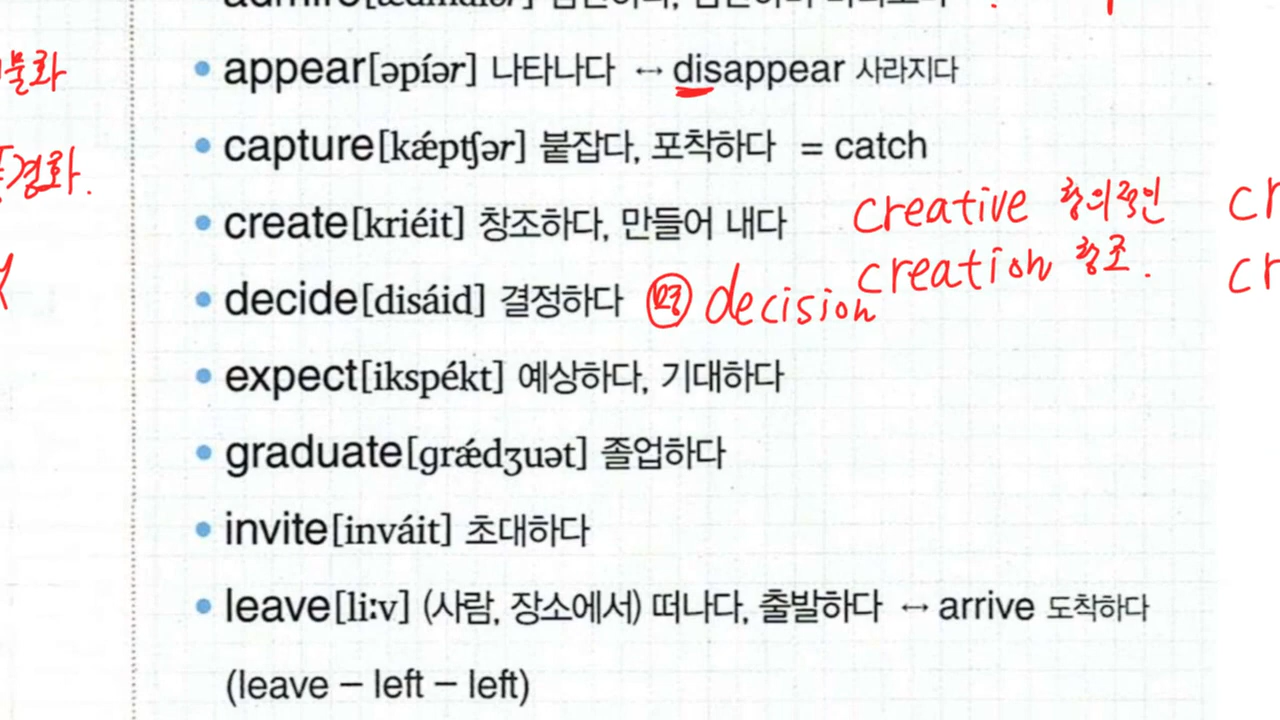 appear[əpíər] 나타나다 ↔ disappear 사라지다
capture[kǽptʃər] 붙잡다, 포착하다 = catch
create[kriéit] 창조하다, 만들어 내다 creative 창의적인
creation 창조.
decide[disáid] 결정하다 명 decision
expect[ikspékt] 예상하다, 기대하다
graduate[grǽdʒuət] 졸업하다
invite[inváit] 초대하다
leave[liːv] (사람, 장소에서) 떠나다, 출발하다 ↔ arrive 도착하다
(leave – left – left)